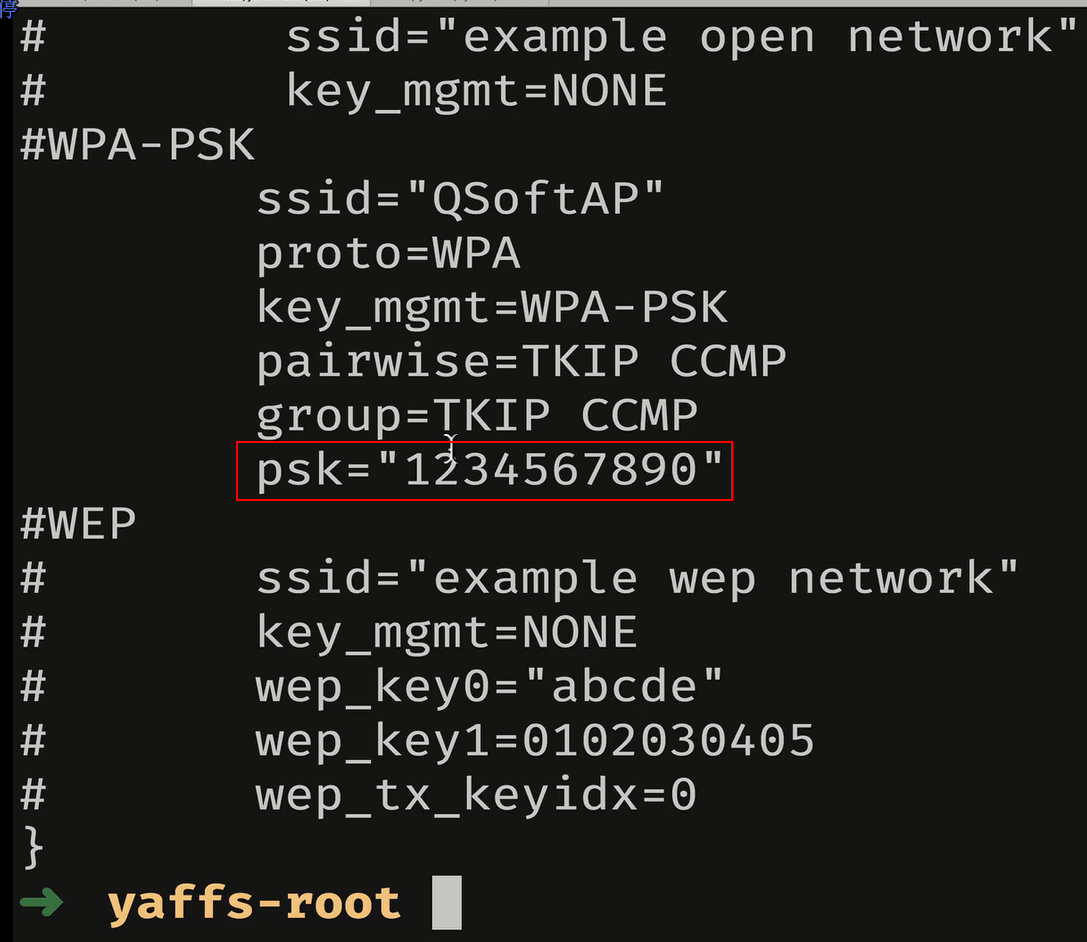 停
#        ssid="example open network"
#        key_mgmt=NONE
#WPA-PSK
        ssid="QSoftAP"
        proto=WPA
        key_mgmt=WPA-PSK
        pairwise=TKIP CCMP
        group=TKIP CCMP
        psk="1234567890"
#WEP
#       ssid="example wep network"
#       key_mgmt=NONE
#       wep_key0="abcde"
#       wep_key1=0102030405
#       wep_tx_keyidx=0
}
➜  yaffs-root